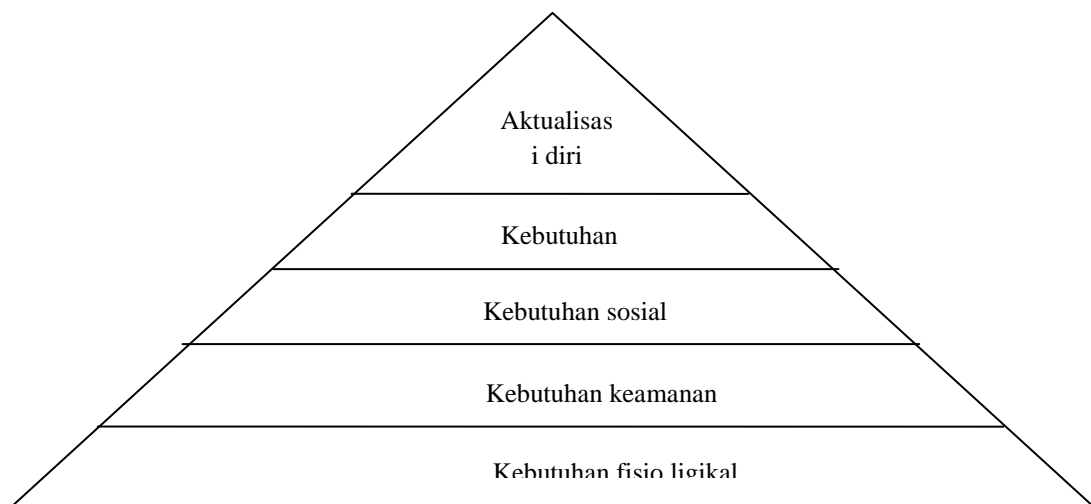 Aktualisas
i diri
Kebutuhan
Kebutuhan sosial
Kebutuhan keamanan
Kebutuhan fisio ligikal